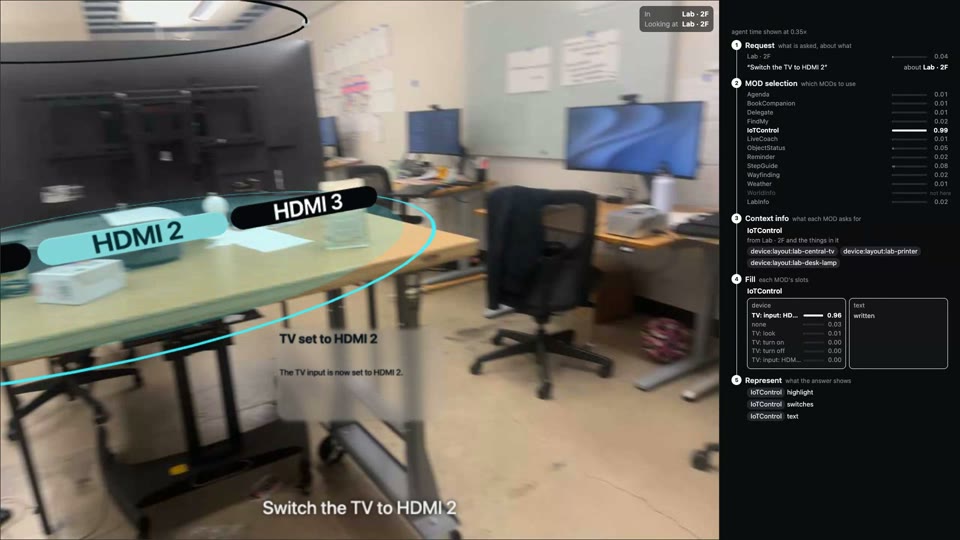 In Lab · 2F
Looking at Lab · 2F
HDMI 2
HDMI 3
TV set to HDMI 2
The TV input is now set to HDMI 2.
Switch the TV to HDMI 2
agent time shown at 0.35×
1 Request what is asked, about what
Lab · 2F 0.04
“Switch the TV to HDMI 2” about Lab · 2F
2 MOD selection which MODs to use
Agenda 0.01
BookCompanion 0.01
Delegate 0.01
FindMy 0.02
IoTControl 0.99
LiveCoach 0.01
ObjectStatus 0.05
Reminder 0.02
StepGuide 0.08
Wayfinding 0.02
Weather 0.01
WorldInfo not here
LabInfo 0.02
3 Context info what each MOD asks for
IoTControl
from Lab · 2F and the things in it
device:layout:lab-central-tv device:layout:lab-printer
device:layout:lab-desk-lamp
4 Fill each MOD's slots
IoTControl
device
TV: input: HD... 0.96
none 0.03
TV: look 0.01
TV: turn on 0.00
TV: turn off 0.00
TV: input: HDM... 0.00
text
written
5 Represent what the answer shows
IoTControl highlight
IoTControl switches
IoTControl text